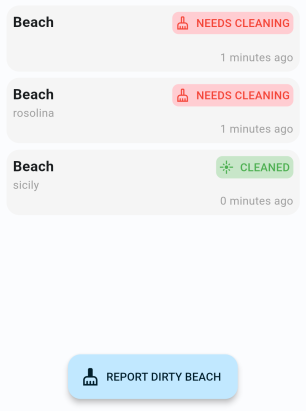 Beach
NEEDS CLEANING
1 minutes ago
Beach
NEEDS CLEANING
rosolina
1 minutes ago
Beach
CLEANED
sicily
0 minutes ago
REPORT DIRTY BEACH